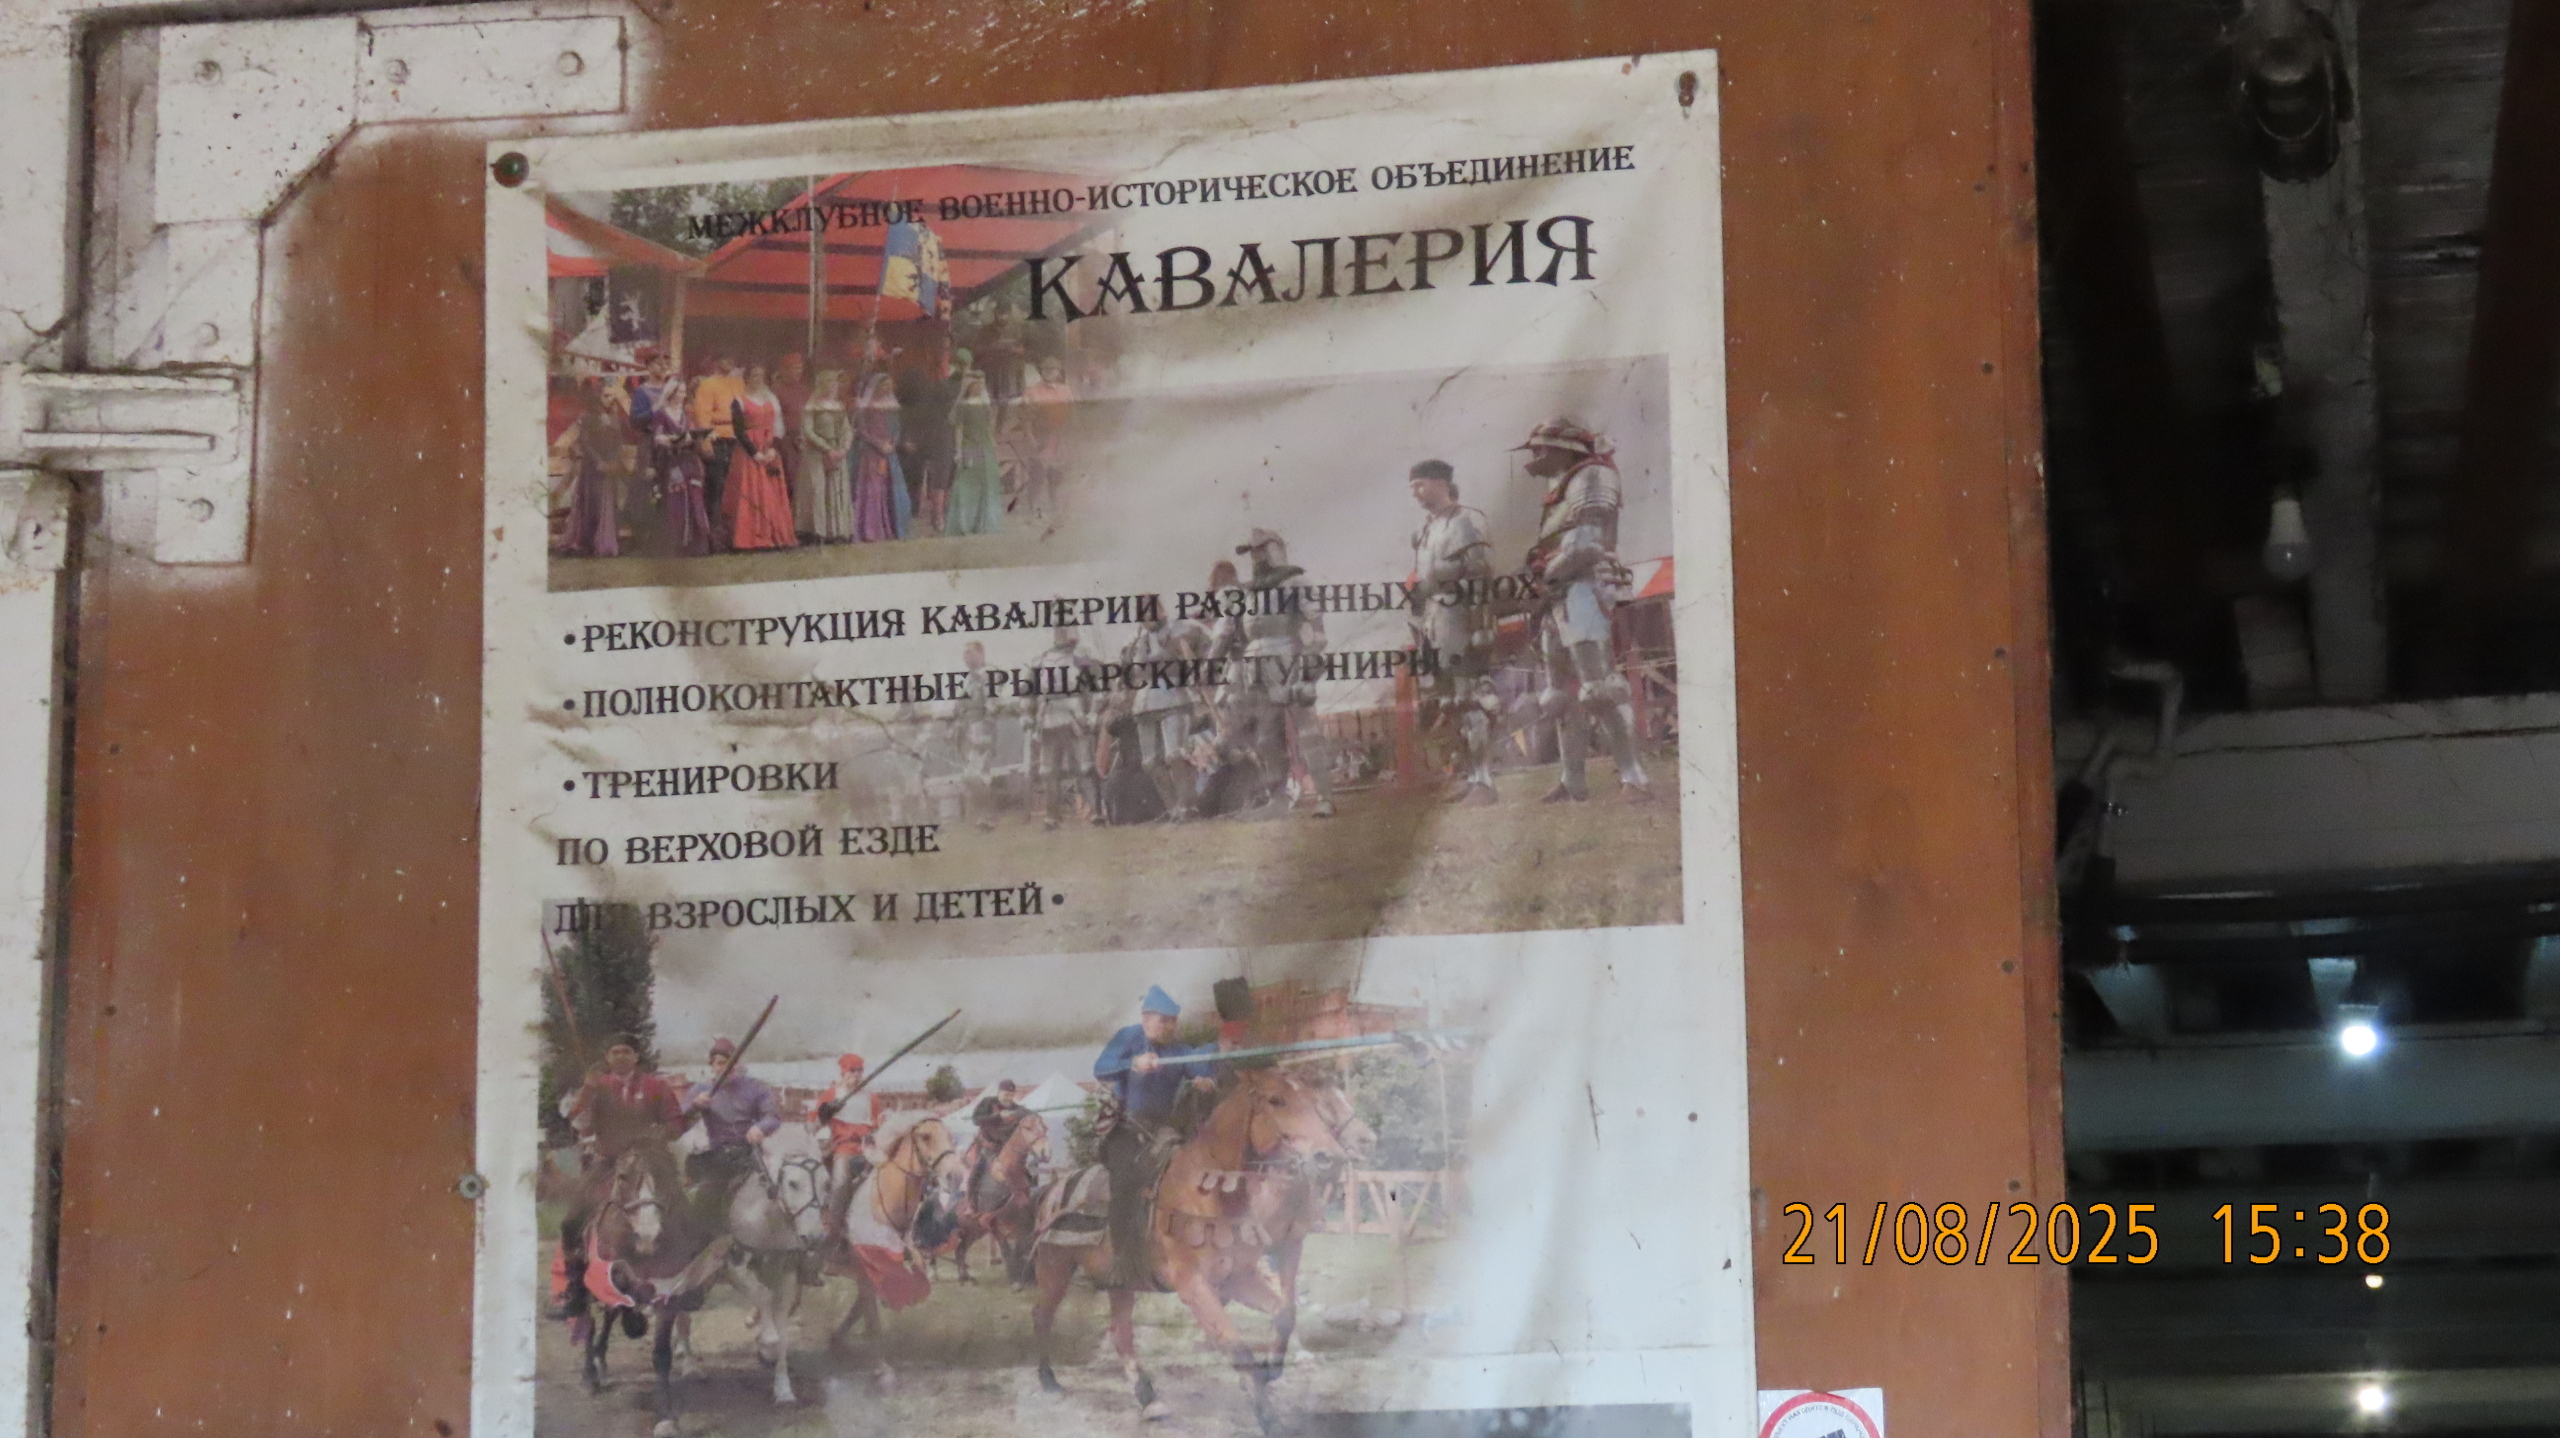 МЕЖКЛУБНОЕ ВОЕННО-ИСТОРИЧЕСКОЕ ОБЪЕДИНЕНИЕ
КАВАЛЕРИЯ
•РЕКОНСТРУКЦИЯ КАВАЛЕРИИ РАЗЛИЧНЫХ ЭПОХ•
•ПОЛНОКОНТАКТНЫЕ РЫЦАРСКИЕ ТУРНИРЫ•
•ТРЕНИРОВКИ
ПО ВЕРХОВОЙ ЕЗДЕ
ДЛЯ ВЗРОСЛЫХ И ДЕТЕЙ•
21/08/2025 15:38